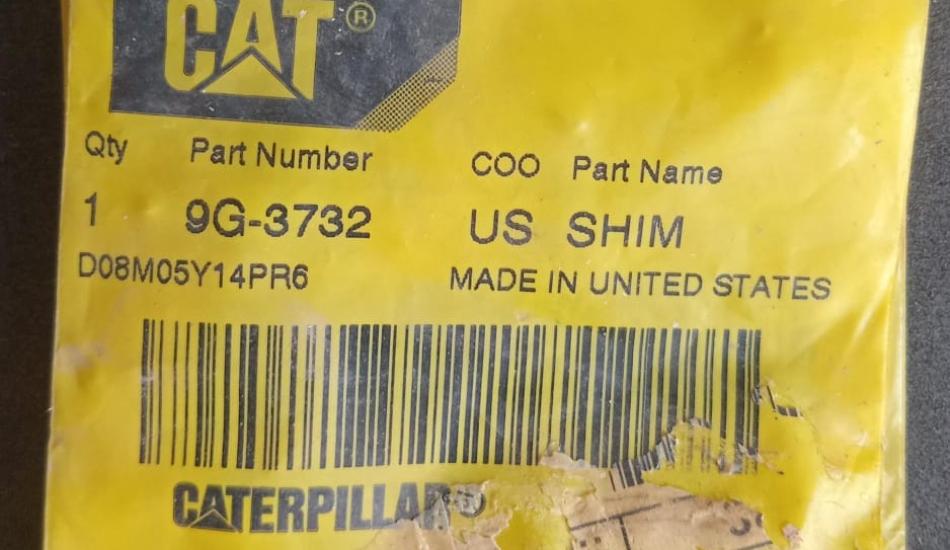 CAT®
Qty Part Number COO Part Name
1 9G-3732 US SHIM
D08M05Y14PR6 MADE IN UNITED STATES
CATERPILLAR®